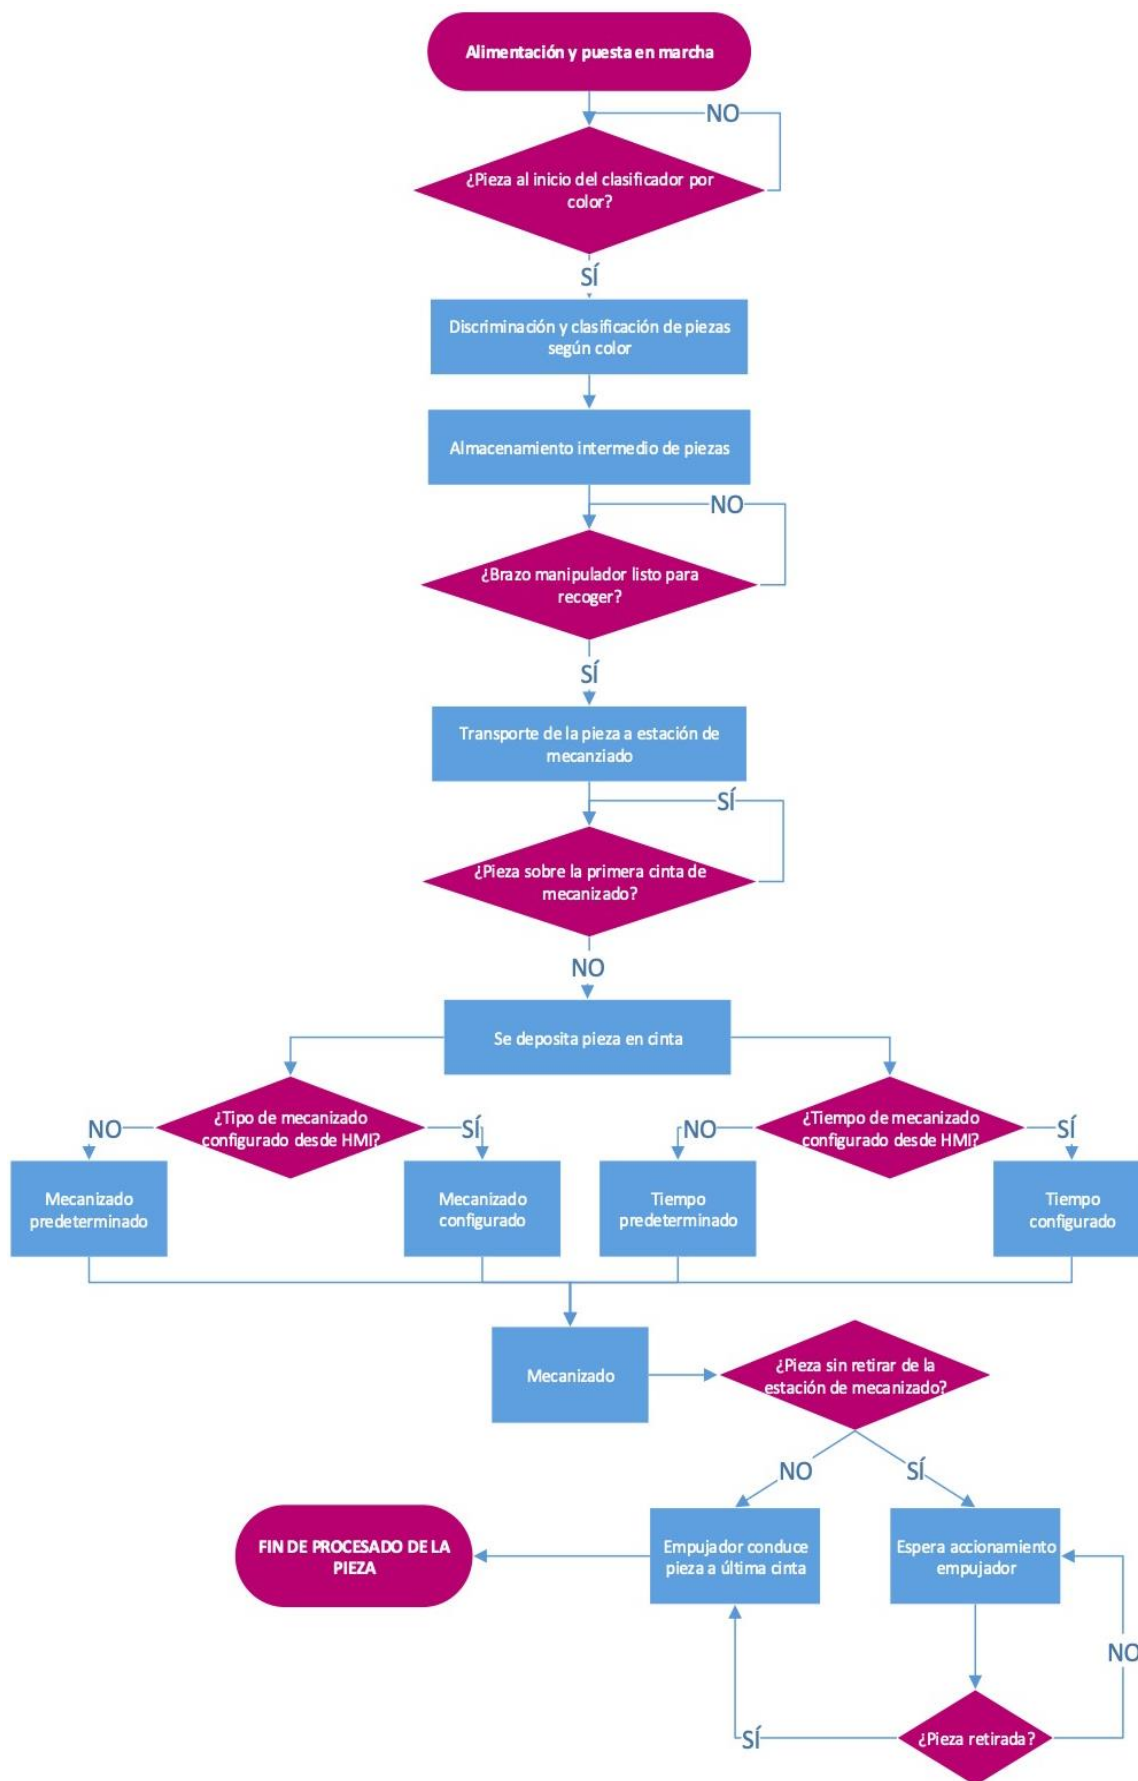 Alimentación y puesta en marcha
NO
¿Pieza al inicio del clasificador por
color?
SÍ
Discriminación y clasificación de piezas
según color
Almacenamiento intermedio de piezas
NO
¿Brazo manipulador listo para
recoger?
SÍ
Transporte de la pieza a estación de
mecanziado
SÍ
¿Pieza sobre la primera cinta de
mecanizado?
NO
Se deposita pieza en cinta
¿Tipo de mecanizado
configurado desde HMI?
NO
SÍ
¿Tiempo de mecanizado
configurado desde HMI?
NO
SÍ
Mecanizado
predeterminado
Mecanizado
configurado
Tiempo
predeterminado
Tiempo
configurado
Mecanizado
¿Pieza sin retirar de la
estación de mecanizado?
NO
SÍ
FIN DE PROCESADO DE LA
PIEZA
Empujador conduce
pieza a última cinta
Espera accionamiento
empujador
NO
SÍ
¿Pieza retirada?